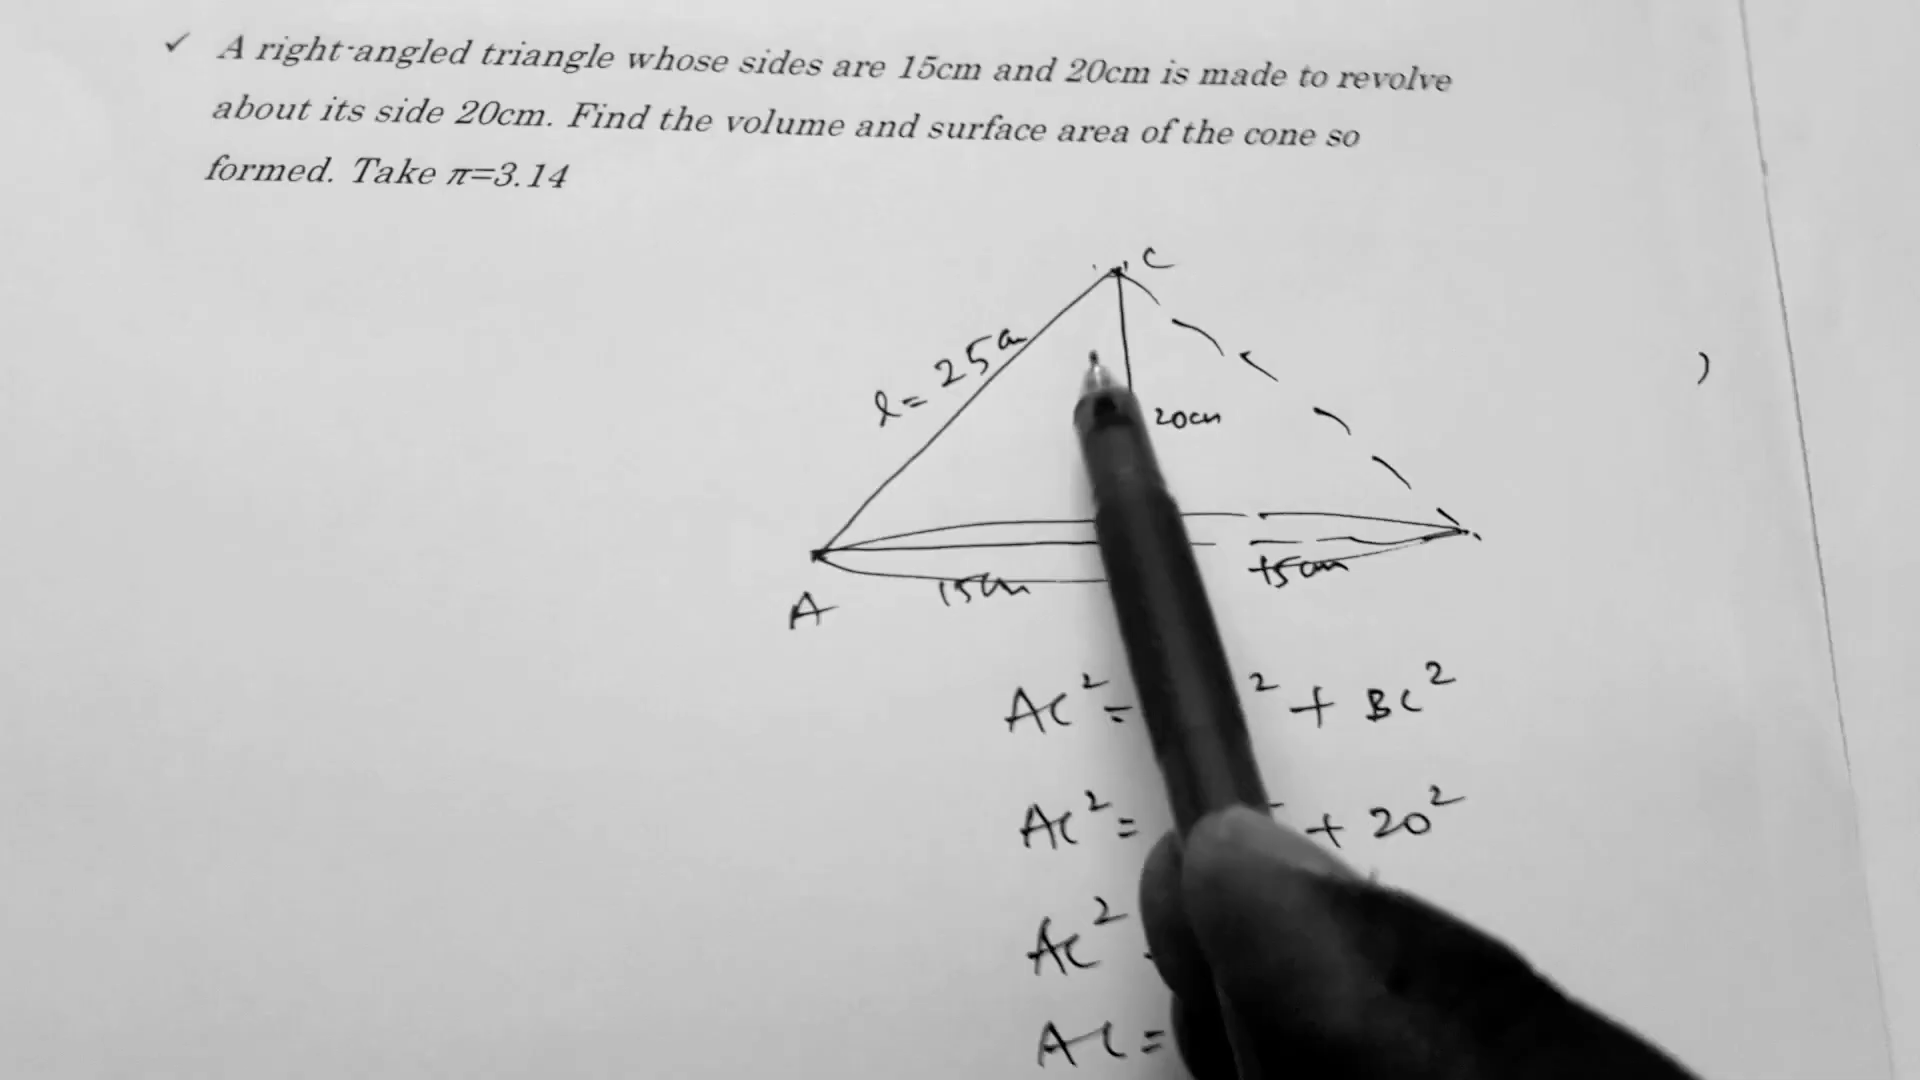 ✓ A right-angled triangle whose sides are 15cm and 20cm is made to revolve
about its side 20cm. Find the volume and surface area of the cone so
formed. Take π=3.14
C
l = 25cm
20cm
15cm
15cm
A
AC² = ² + BC²
AC² = + 20²
AC²
AC =